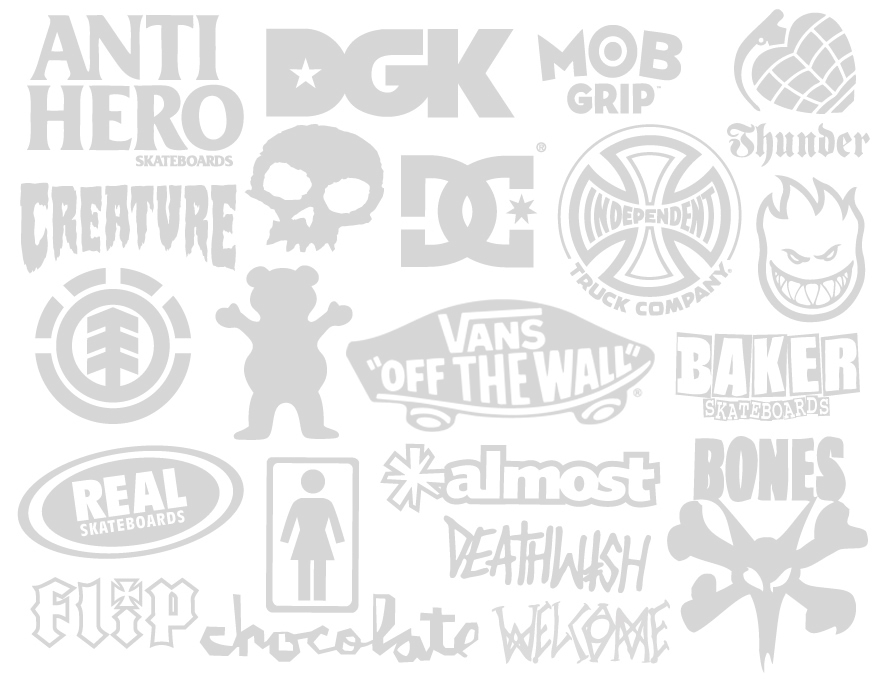 ANTI
HERO
SKATEBOARDS
DGK
MOB
GRIP
Thunder
CREATURE
DC
®
INDEPENDENT
TRUCK COMPANY.
VANS
"OFF THE WALL"
®
BAKER
SKATEBOARDS
REAL
SKATEBOARDS
almost
BONES
DEATHWISH
flip
chocolate
WELCOME